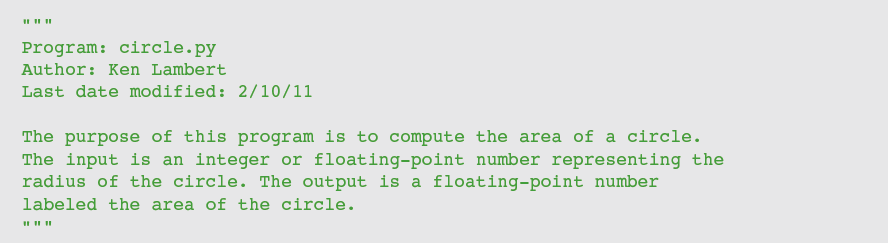 """
Program: circle.py
Author: Ken Lambert
Last date modified: 2/10/11

The purpose of this program is to compute the area of a circle.
The input is an integer or floating-point number representing the
radius of the circle. The output is a floating-point number
labeled the area of the circle.
"""